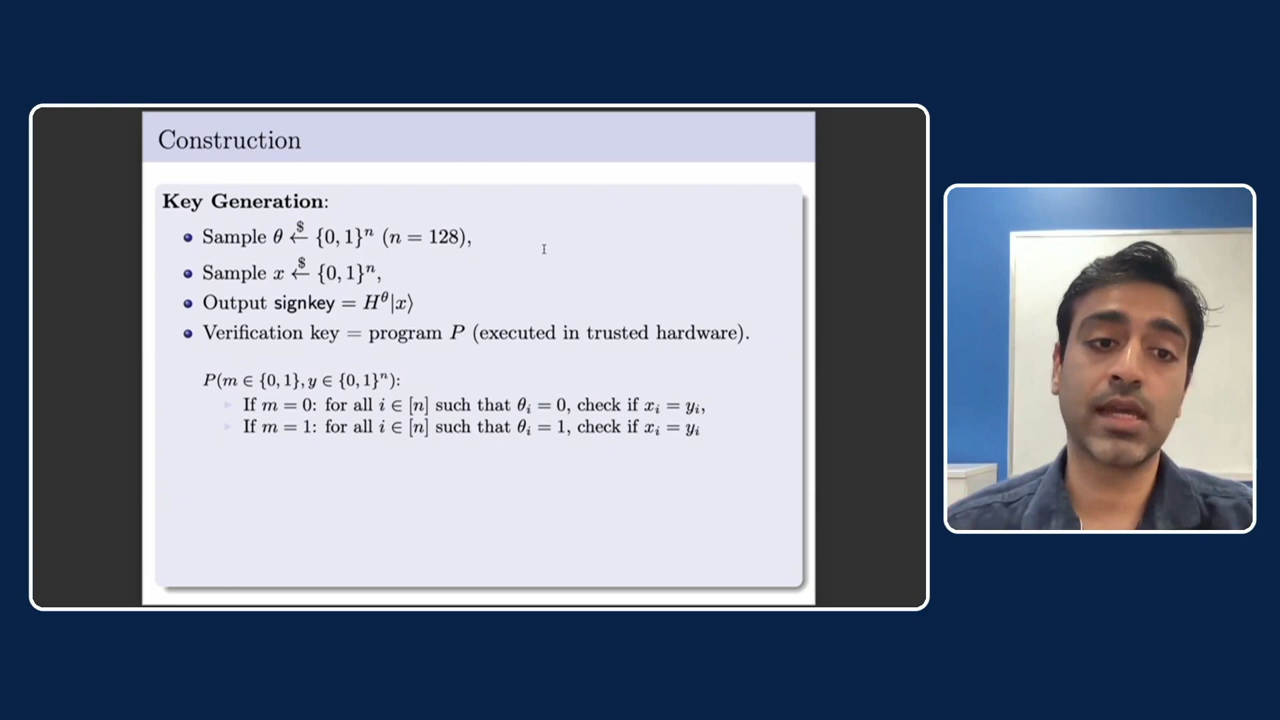 Construction
Key Generation:
• Sample θ ←$ {0, 1}ⁿ (n = 128),
• Sample x ←$ {0, 1}ⁿ,
• Output signkey = H^θ|x⟩
• Verification key = program P (executed in trusted hardware).
P(m ∈ {0, 1}, y ∈ {0, 1}ⁿ):
▶ If m = 0: for all i ∈ [n] such that θᵢ = 0, check if xᵢ = yᵢ,
▶ If m = 1: for all i ∈ [n] such that θᵢ = 1, check if xᵢ = yᵢ